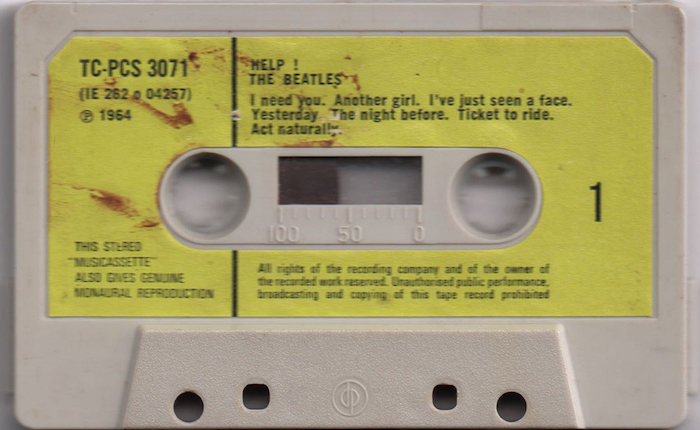 TC-PCS 3071
(IE 262 o 04257)
Ⓟ 1964
HELP !
THE BEATLES
I need you. Another girl. I've just seen a face.
Yesterday. The night before. Ticket to ride.
Act naturally.
1
100 50 0
THIS STEREO
"MUSICASSETTE"
ALSO GIVES GENUINE
MONAURAL REPRODUCTION
All rights of the recording company and of the owner of
the recorded work reserved. Unauthorised public performance,
broadcasting and copying of this tape record prohibited